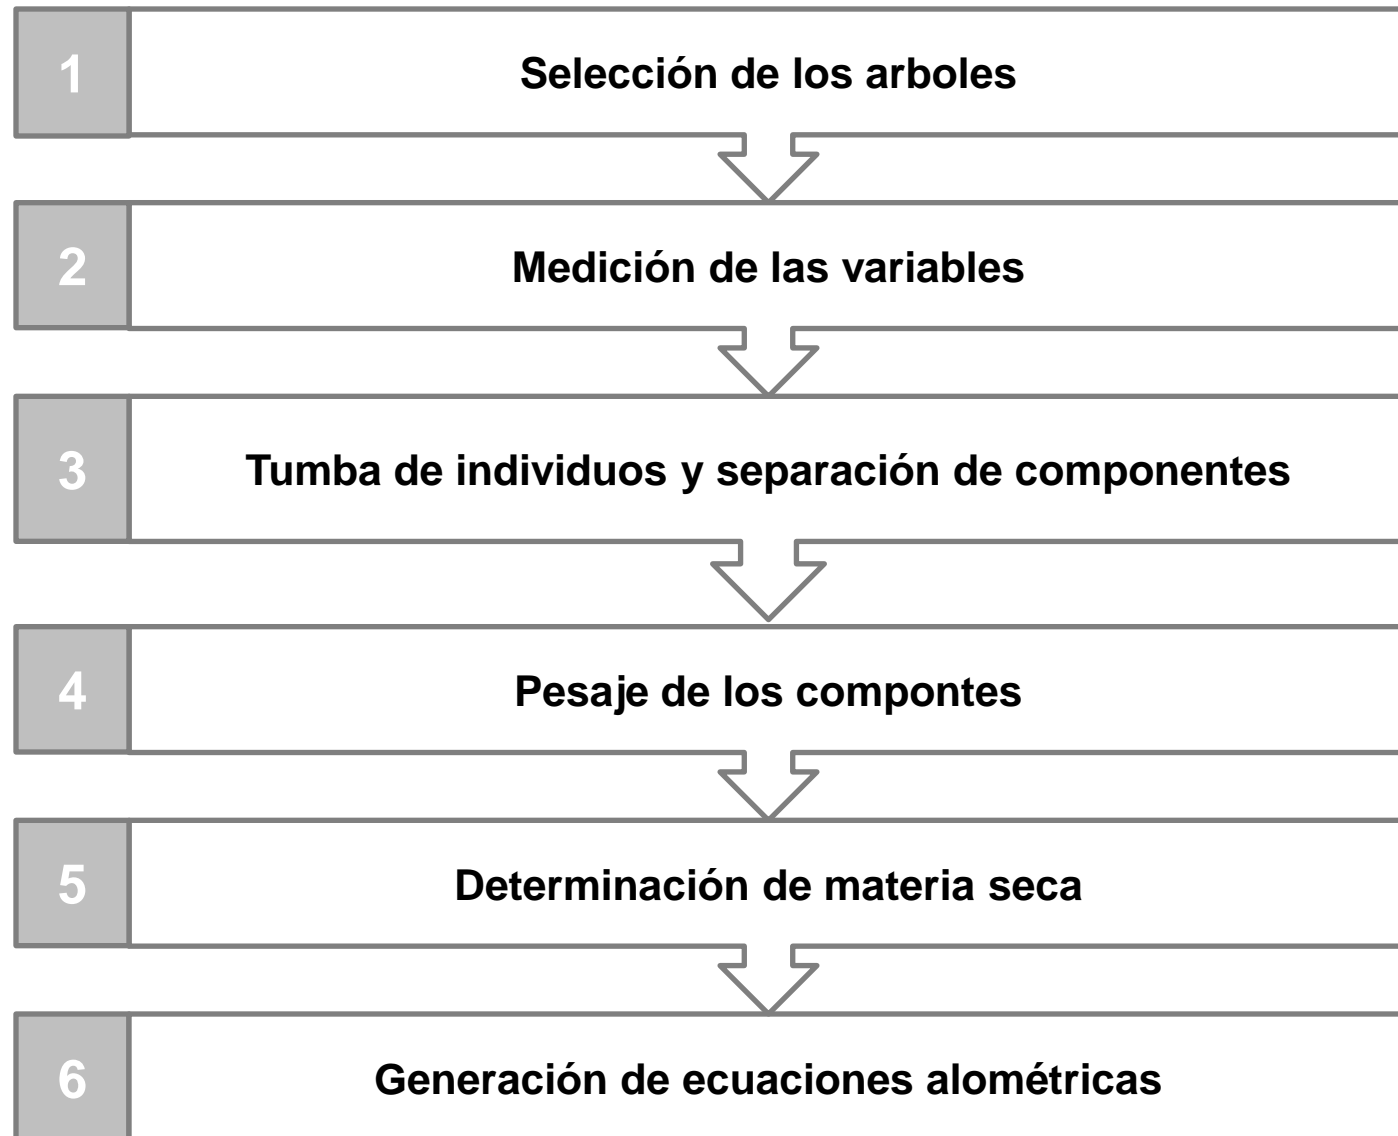 1
Selección de los arboles
2
Medición de las variables
3
Tumba de individuos y separación de componentes
4
Pesaje de los compontes
5
Determinación de materia seca
6
Generación de ecuaciones alométricas